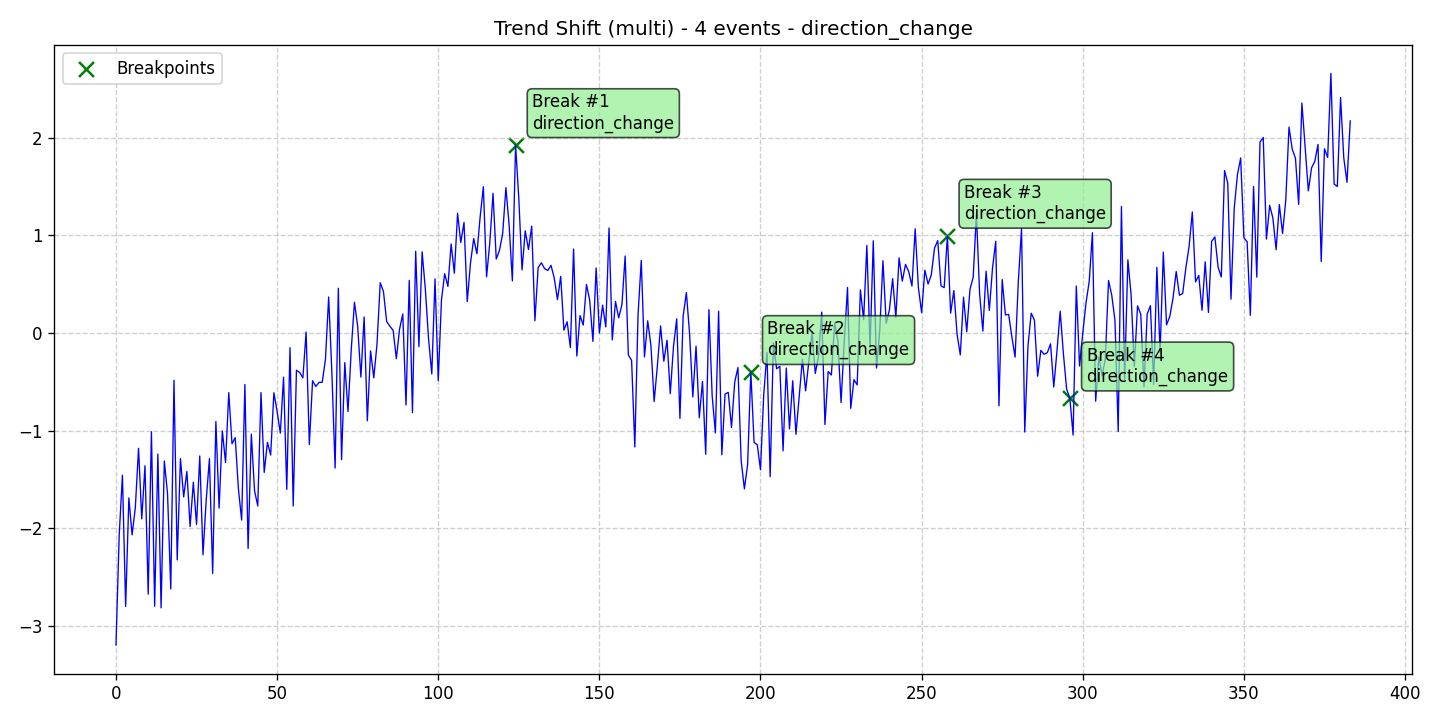 Trend Shift (multi) - 4 events - direction_change
Breakpoints
Break #1
direction_change
Break #3
direction_change
Break #2
direction_change
Break #4
direction_change
2
1
0
−1
−2
−3
0
50
100
150
200
250
300
350
400